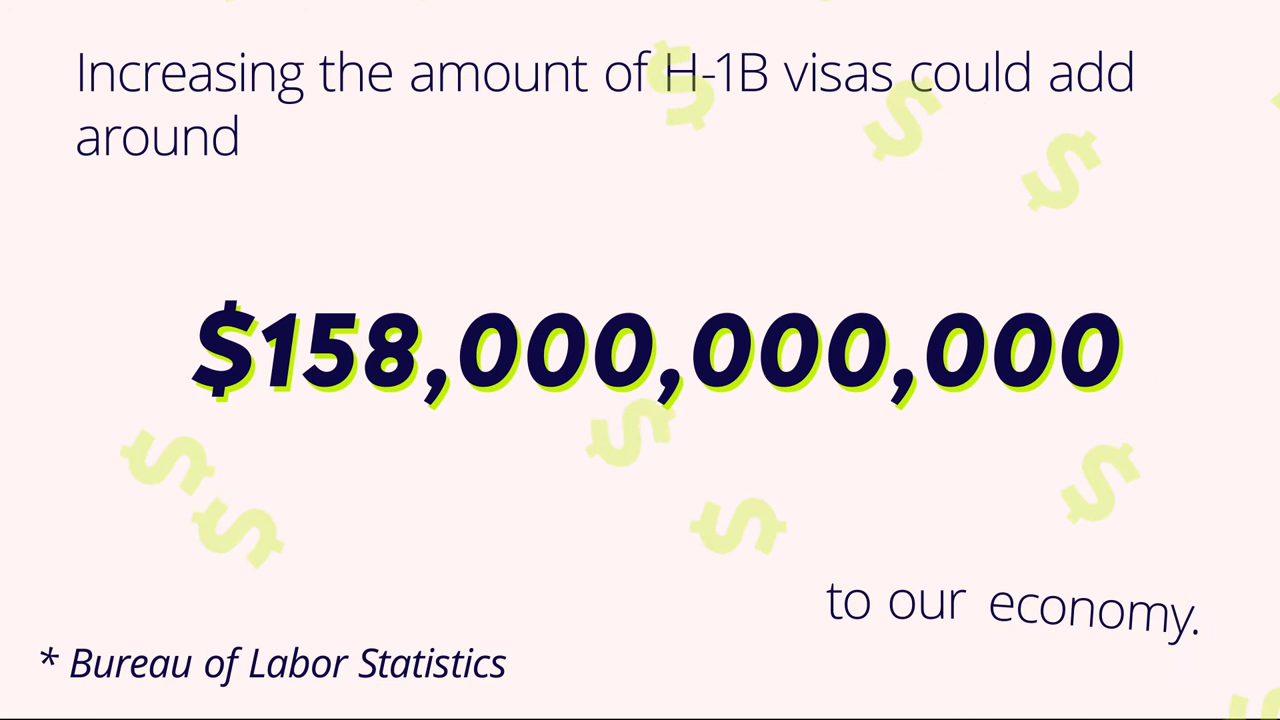 Increasing the amount of H-1B visas could add
around
$158,000,000,000
to our economy.
* Bureau of Labor Statistics